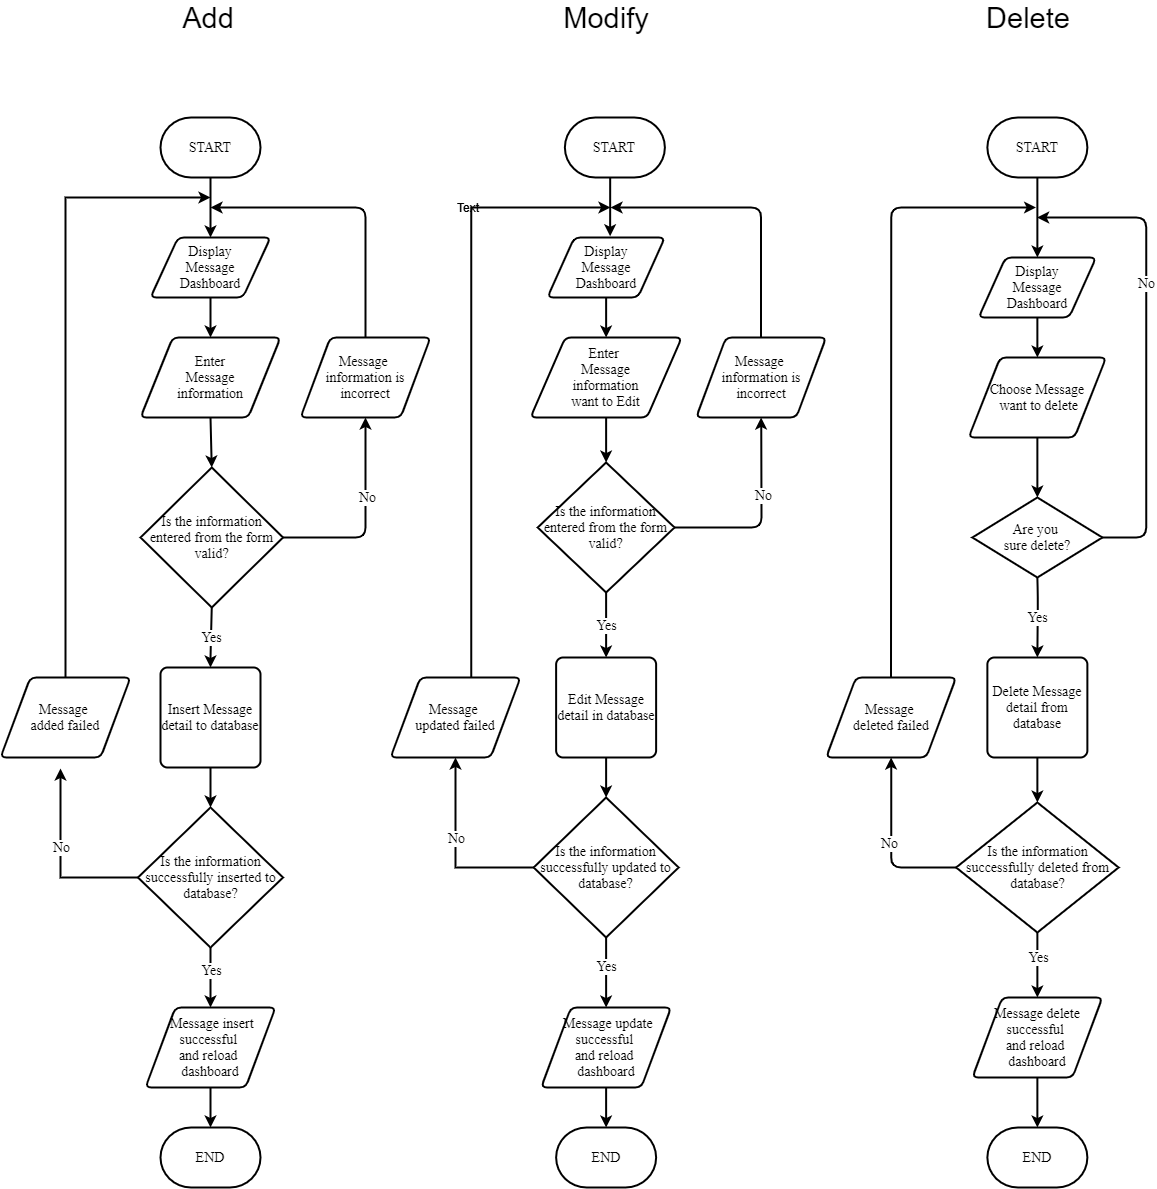 Add
START
Display
Message
Dashboard
Enter
Message
information
Message
information is
incorrect
No
Is the information
entered from the form
valid?
Yes
Insert Message
detail to database
Message
added failed
No
Is the information
successfully inserted to
database?
Yes
Message insert
successful
and reload
dashboard
END
Modify
START
Text
Display
Message
Dashboard
Enter
Message
information
want to Edit
Message
information is
incorrect
No
Is the information
entered from the form
valid?
Yes
Edit Message
detail in database
Message
updated failed
No
Is the information
successfully updated to
database?
Yes
Message update
successful
and reload
dashboard
END
Delete
START
Display
Message
Dashboard
No
Choose Message
want to delete
Are you
sure delete?
Yes
Delete Message
detail from
database
Message
deleted failed
No
Is the information
successfully deleted from
database?
Yes
Message delete
successful
and reload
dashboard
END